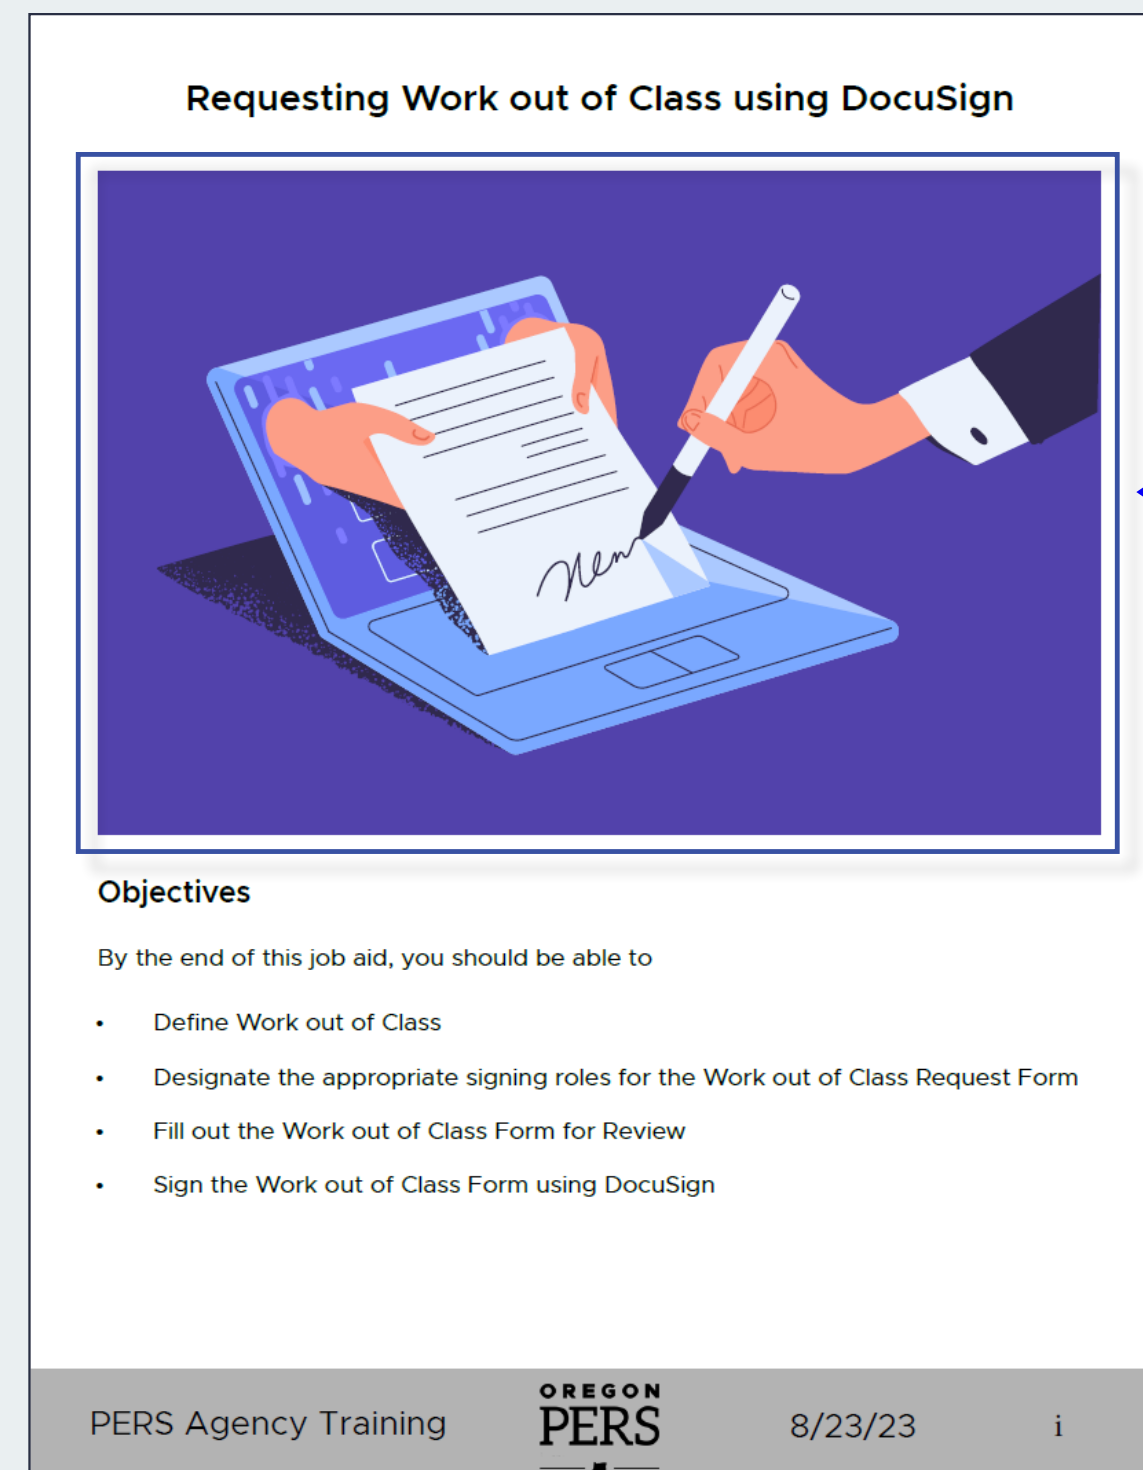 Requesting Work out of Class using DocuSign
Objectives
By the end of this job aid, you should be able to
• Define Work out of Class
• Designate the appropriate signing roles for the Work out of Class Request Form
• Fill out the Work out of Class Form for Review
• Sign the Work out of Class Form using DocuSign
PERS Agency Training
OREGON
PERS
8/23/23
i